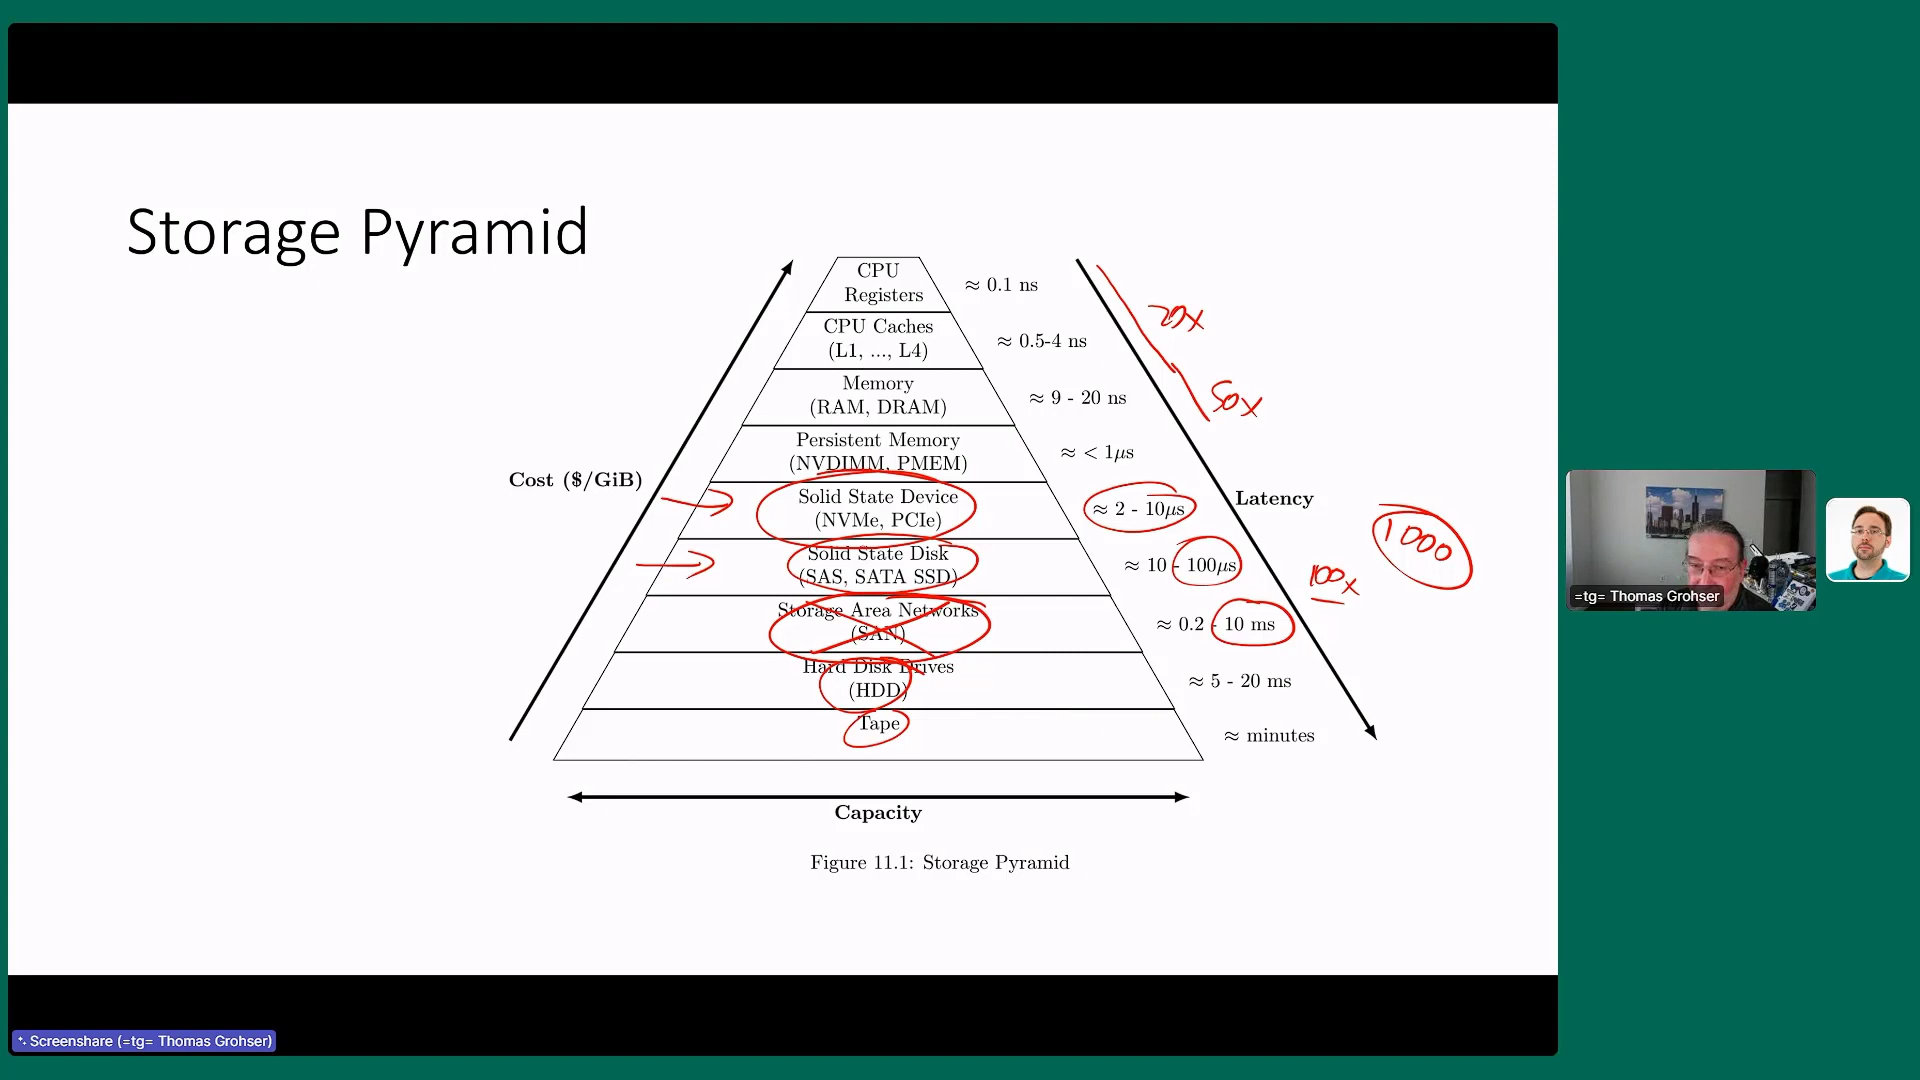 Storage Pyramid
CPU
Registers
≈ 0.1 ns
CPU Caches
(L1, ..., L4)
≈ 0.5-4 ns
Memory
(RAM, DRAM)
≈ 9 - 20 ns
Persistent Memory
(NVDIMM, PMEM)
≈ < 1μs
Solid State Device
(NVMe, PCIe)
≈ 2 - 10μs
Solid State Disk
(SAS, SATA SSD)
≈ 10 - 100μs
Storage Area Networks
(SAN)
≈ 0.2 - 10 ms
Hard Disk Drives
(HDD)
≈ 5 - 20 ms
Tape
≈ minutes
Cost ($/GiB)
Latency
20x
50x
100x
1000
Capacity
Figure 11.1: Storage Pyramid
=tg= Thomas Grohser
Screenshare (=tg= Thomas Grohser)